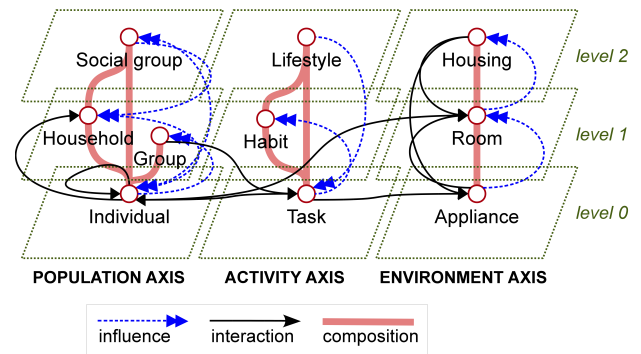 Social group Lifestyle Housing level 2
Household Group Habit Room level 1
Individual Task Appliance level 0
POPULATION AXIS ACTIVITY AXIS ENVIRONMENT AXIS
influence interaction composition